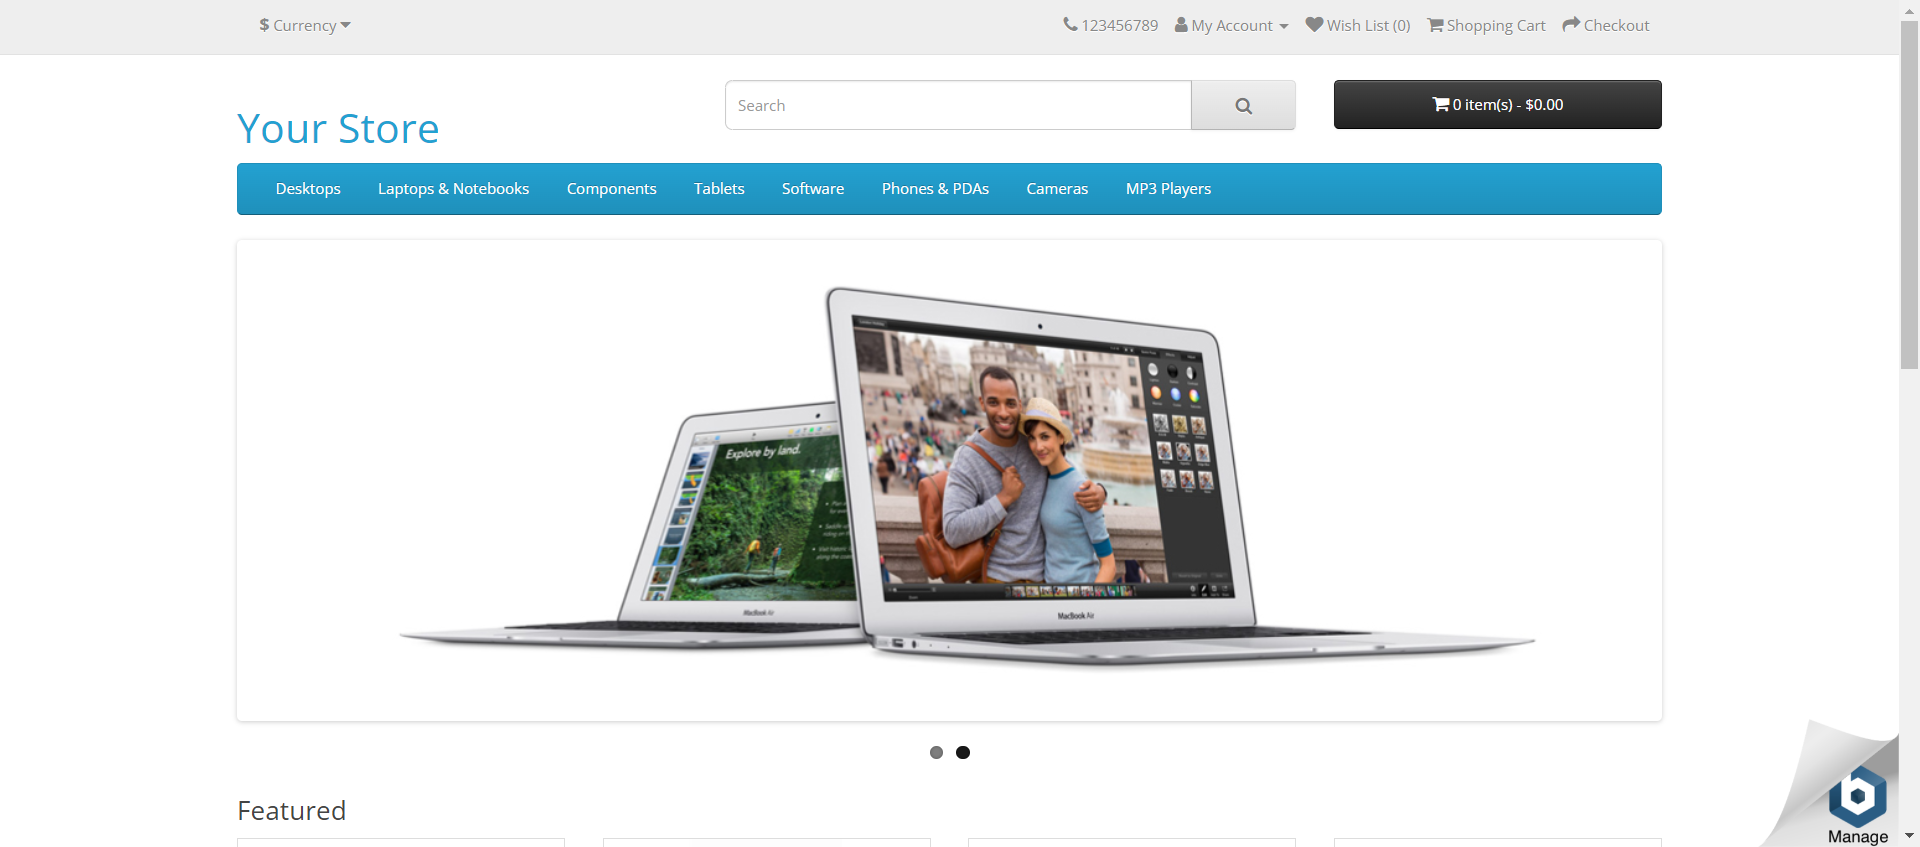 $ Currency
123456789 My Account Wish List (0) Shopping Cart Checkout
Your Store
Search
0 item(s) - $0.00
Desktops Laptops & Notebooks Components Tablets Software Phones & PDAs Cameras MP3 Players
Explore by land.
MacBook Air
MacBook Air
Featured
b
Manage